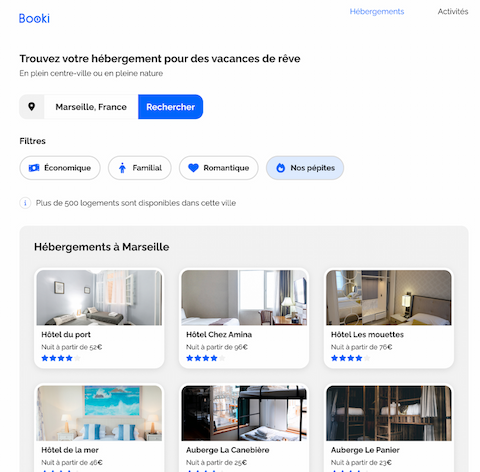 Booki
Hébergements
Activités
Trouvez votre hébergement pour des vacances de rêve
En plein centre-ville ou en pleine nature
Marseille, France
Rechercher
Filtres
Économique
Familial
Romantique
Nos pépites
i Plus de 500 logements sont disponibles dans cette ville
Hébergements à Marseille
Hôtel du port
Nuit à partir de 52€
Hôtel Chez Amina
Nuit à partir de 96€
Hôtel Les mouettes
Nuit à partir de 76€
Hôtel de la mer
Nuit à partir de 46€
Auberge La Canebière
Nuit à partir de 25€
Auberge Le Panier
Nuit à partir de 23€